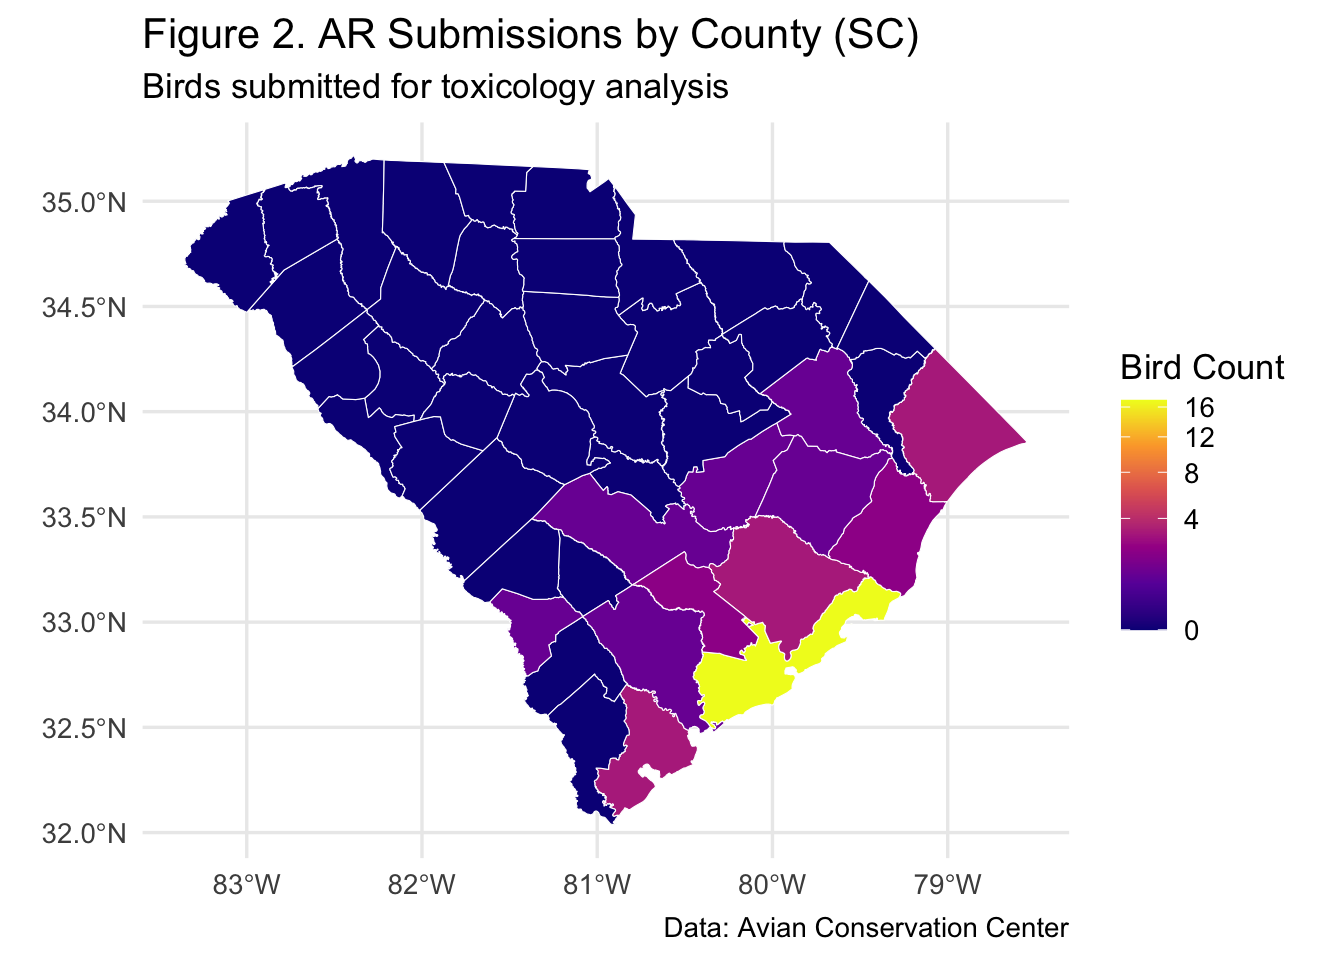 Figure 2. AR Submissions by County (SC)
Birds submitted for toxicology analysis
35.0°N
34.5°N
34.0°N
33.5°N
33.0°N
32.5°N
32.0°N
83°W
82°W
81°W
80°W
79°W
Bird Count
16
12
8
4
0
Data: Avian Conservation Center